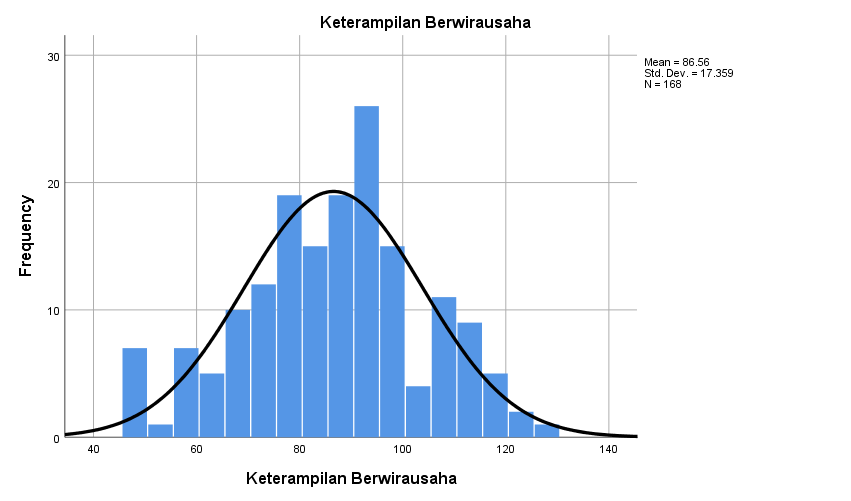 Keterampilan Berwirausaha
Mean = 86.56
Std. Dev. = 17.359
N = 168
Frequency
30
20
10
0
40
60
80
100
120
140
Keterampilan Berwirausaha